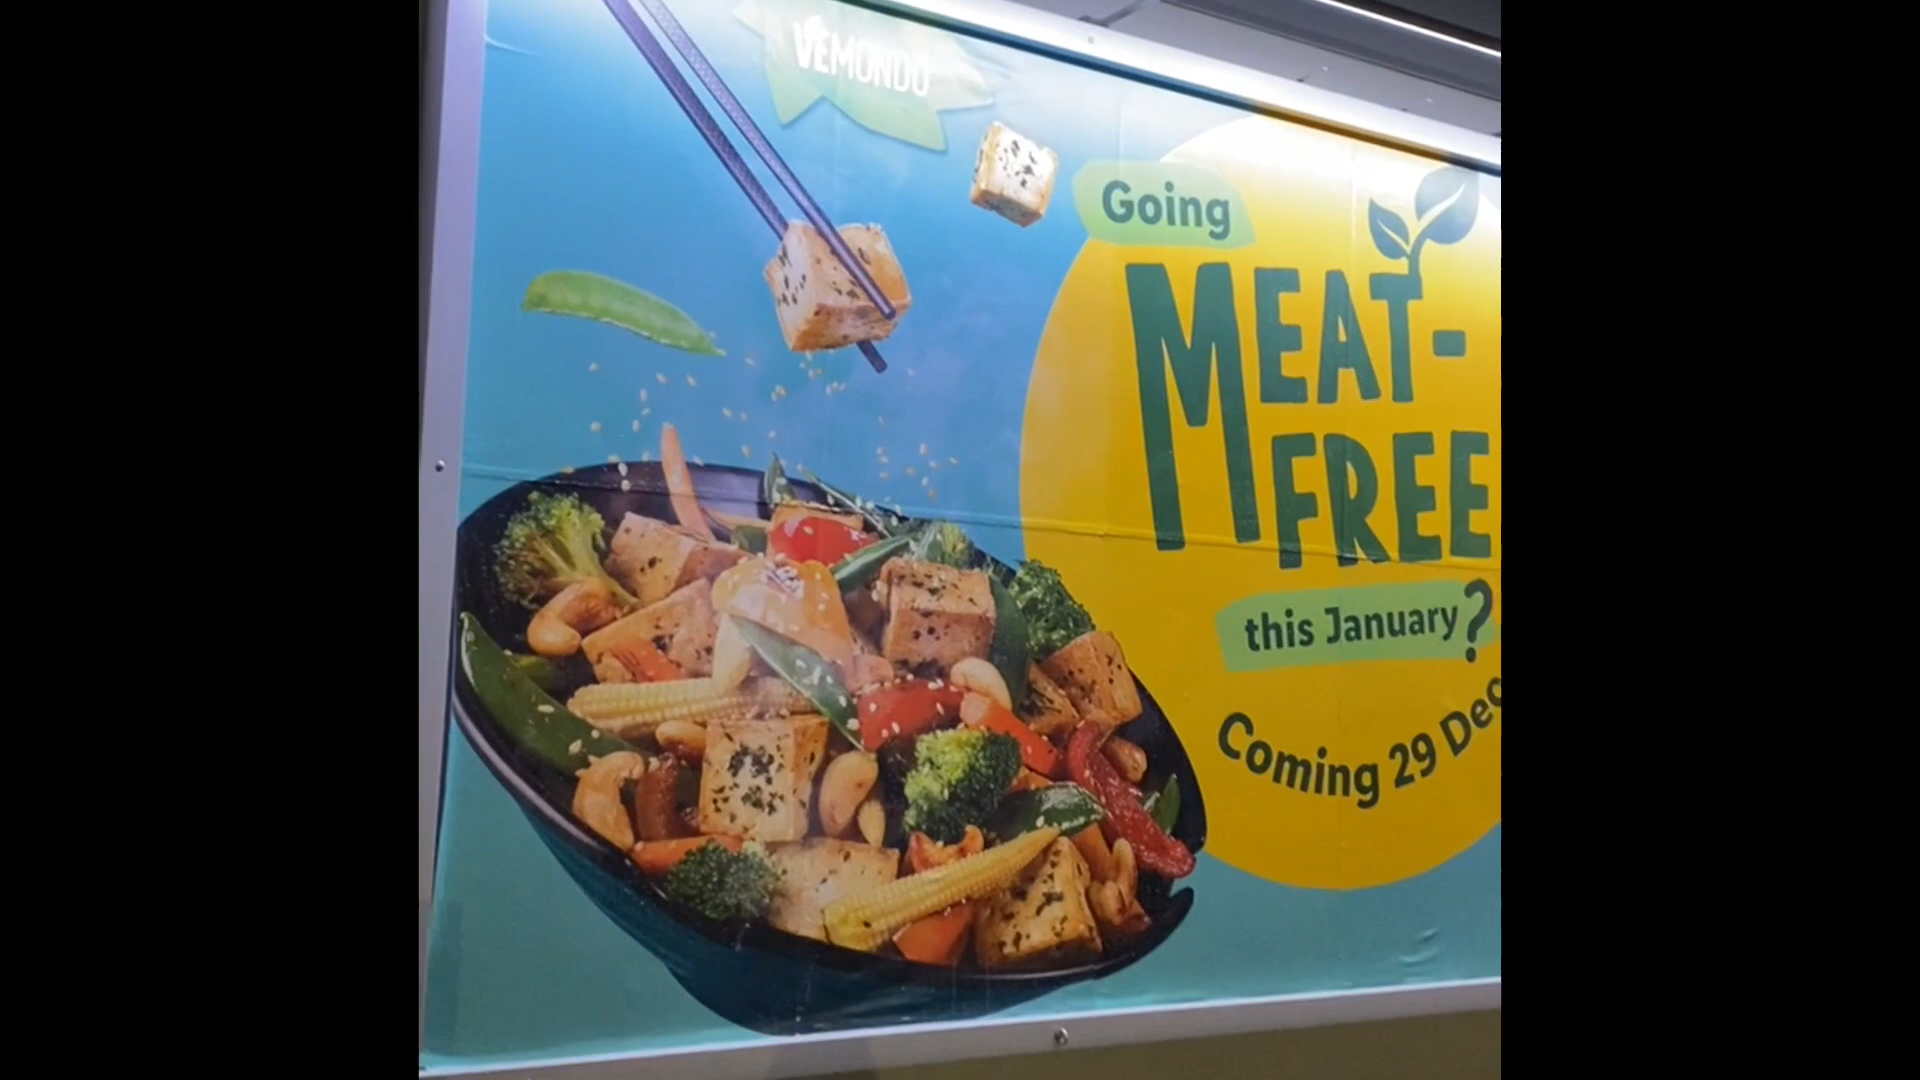 VEMONDO
Going
MEAT-
FREE
this January?
Coming 29 Dec